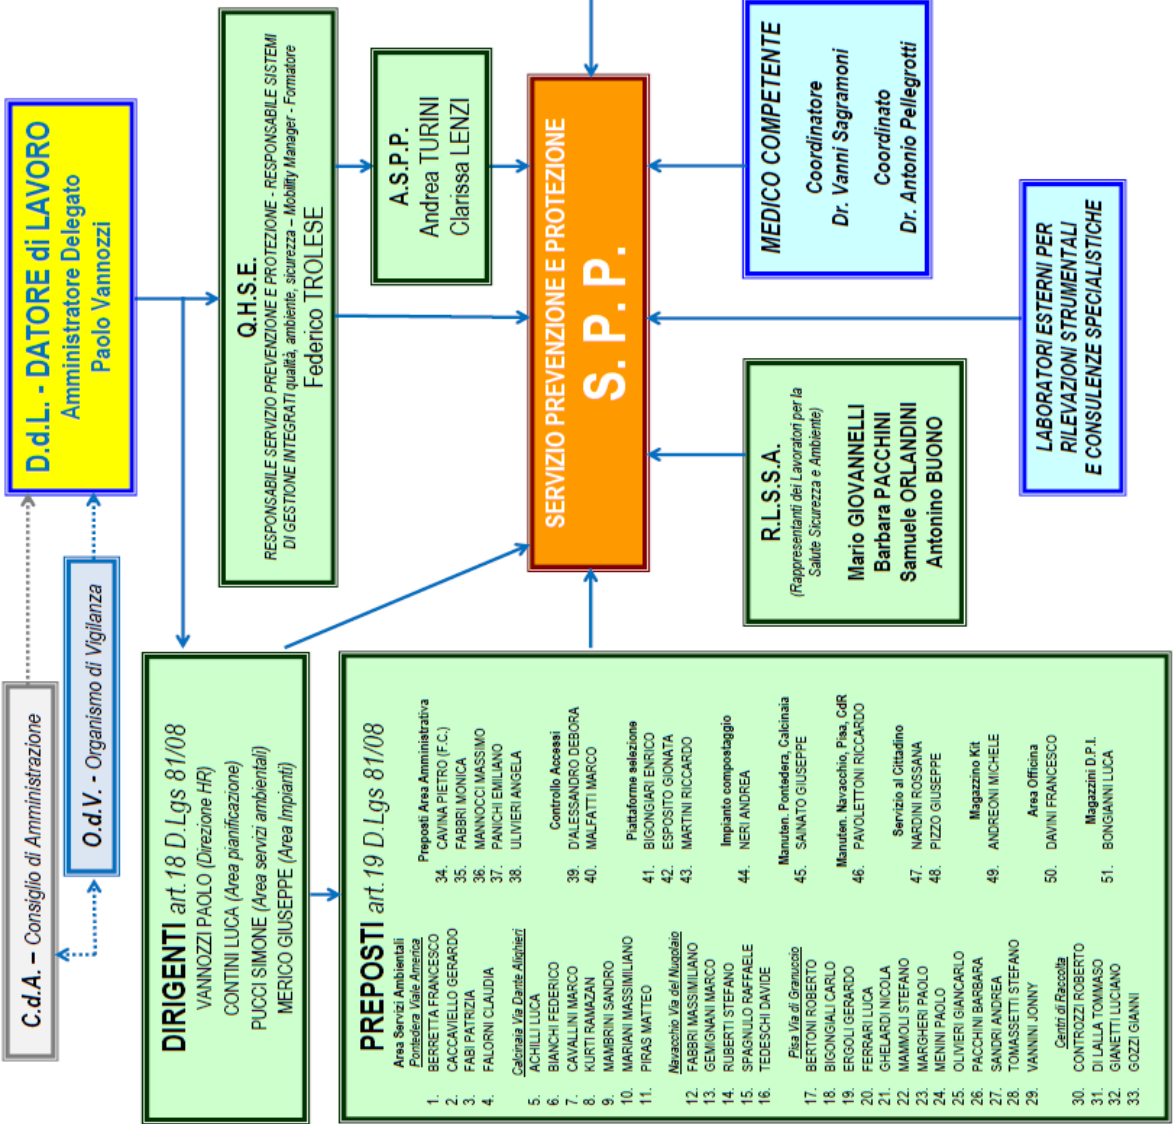 C.d.A. – Consiglio di Amministrazione
O.d.V. - Organismo di Vigilanza
D.d.L. - DATORE di LAVORO
Amministratore Delegato
Paolo Vannozzi
DIRIGENTI art.18 D.Lgs 81/08
VANNOZZI PAOLO (Direzione HR)
CONTINI LUCA (Area pianificazione)
PUCCI SIMONE (Area servizi ambientali)
MERICO GIUSEPPE (Area Impianti)
Q.H.S.E.
RESPONSABILE SERVIZIO PREVENZIONE E PROTEZIONE - RESPONSABILE SISTEMI
DI GESTIONE INTEGRATI qualità, ambiente, sicurezza – Mobility Manager - Formatore
Federico TROLESE
A.S.P.P.
Andrea TURINI
Clarissa LENZI
PREPOSTI art.19 D.Lgs 81/08
Area Servizi Ambientali
Pontedera Viale America
1. BERRETTA FRANCESCO
2. CACCAVIELLO GERARDO
3. FABI PATRIZIA
4. FALORNI CLAUDIA
Calcinaia Via Dante Alighieri
5. ACHILLI LUCA
6. BIANCHI FEDERICO
7. CAVALLINI MARCO
8. KURTI RAMAZAN
9. MAMBRINI SANDRO
10. MARIANI MASSIMILIANO
11. PIRAS MATTEO
Navacchio Via del Nugolaio
12. FABBRI MASSIMILIANO
13. GEMIGNANI MARCO
14. RUBERTI STEFANO
15. SPAGNULO RAFFAELE
16. TEDESCHI DAVIDE
Pisa Via di Granuccio
17. BERTONI ROBERTO
18. BIGONGIALI CARLO
19. ERGOLI GERARDO
20. FERRARI LUCA
21. GHELARDI NICOLA
22. MAMMOLI STEFANO
23. MARGHERI PAOLO
24. MENINI PAOLO
25. OLIVIERI GIANCARLO
26. PACCHINI BARBARA
27. SANDRI ANDREA
28. TOMASSETTI STEFANO
29. VANNINI JONNY
Centri di Raccolta
30. CONTROZZI ROBERTO
31. DI LALLA TOMMASO
32. GIANETTI LUCIANO
33. GOZZI GIANNI
Preposti Area Amministrativa
34. CAVINA PIETRO (F.C.)
35. FABBRI MONICA
36. MANNOCCI MASSIMO
37. PANICHI EMILIANO
38. ULIVIERI ANGELA
Controllo Accessi
39. D'ALESSANDRO DEBORA
40. MALFATTI MARCO
Piattaforme selezione
41. BIGONGIARI ENRICO
42. ESPOSITO GIONATA
43. MARTINI RICCARDO
Impianto compostaggio
44. NERI ANDREA
Manuten. Pontedera, Calcinaia
45. SAINATO GIUSEPPE
Manuten. Navacchio, Pisa, CdR
46. PAVOLETTONI RICCARDO
Servizio al Cittadino
47. NARDINI ROSSANA
48. PIZZO GIUSEPPE
Magazzino Kit
49. ANDREONI MICHELE
Area Officina
50. DAVINI FRANCESCO
Magazzini D.P.I.
51. BONGIANNI LUCA
SERVIZIO PREVENZIONE E PROTEZIONE
S. P. P.
R.L.S.S.A.
(Rappresentanti dei Lavoratori per la
Salute Sicurezza e Ambiente)
Mario GIOVANNELLI
Barbara PACCHINI
Samuele ORLANDINI
Antonino BUONO
MEDICO COMPETENTE
Coordinatore
Dr. Vanni Sagramoni
Coordinato
Dr. Antonio Pellegrotti
LABORATORI ESTERNI PER
RILEVAZIONI STRUMENTALI
E CONSULENZE SPECIALISTICHE